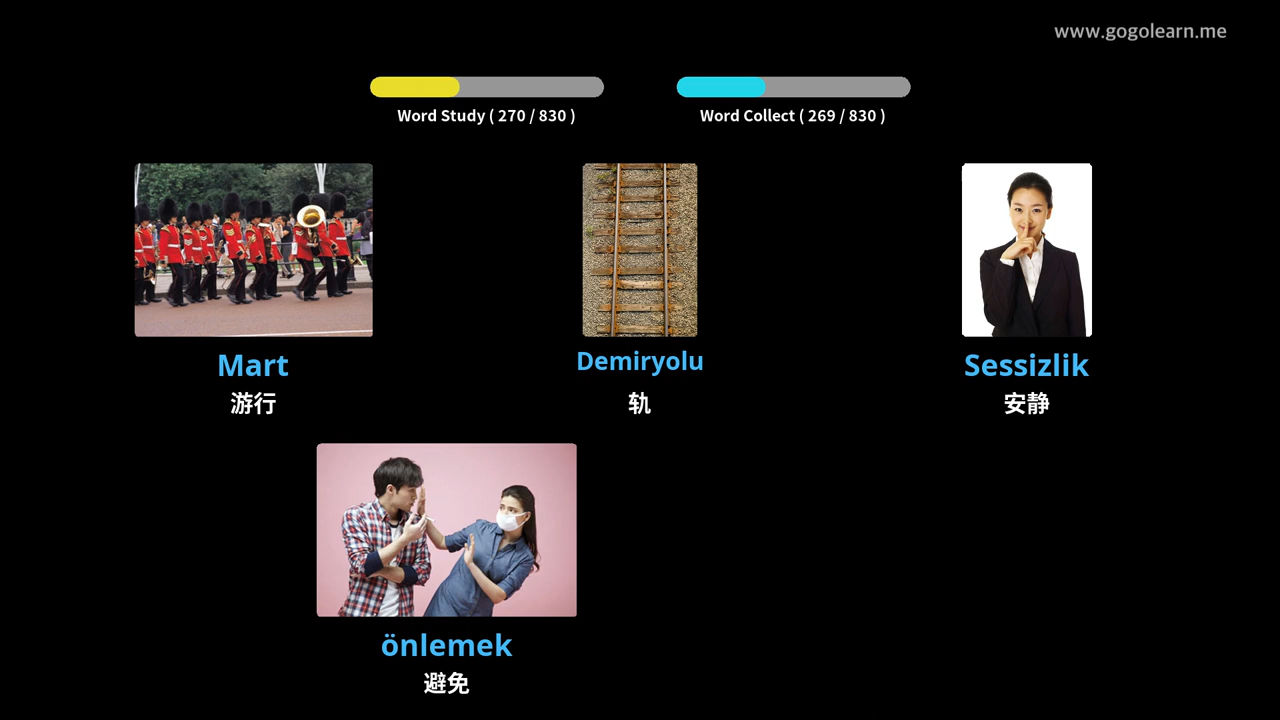 www.gogolearn.me
Word Study ( 270 / 830 )
Word Collect ( 269 / 830 )
Mart
游行
Demiryolu
轨
Sessizlik
安静
önlemek
避免